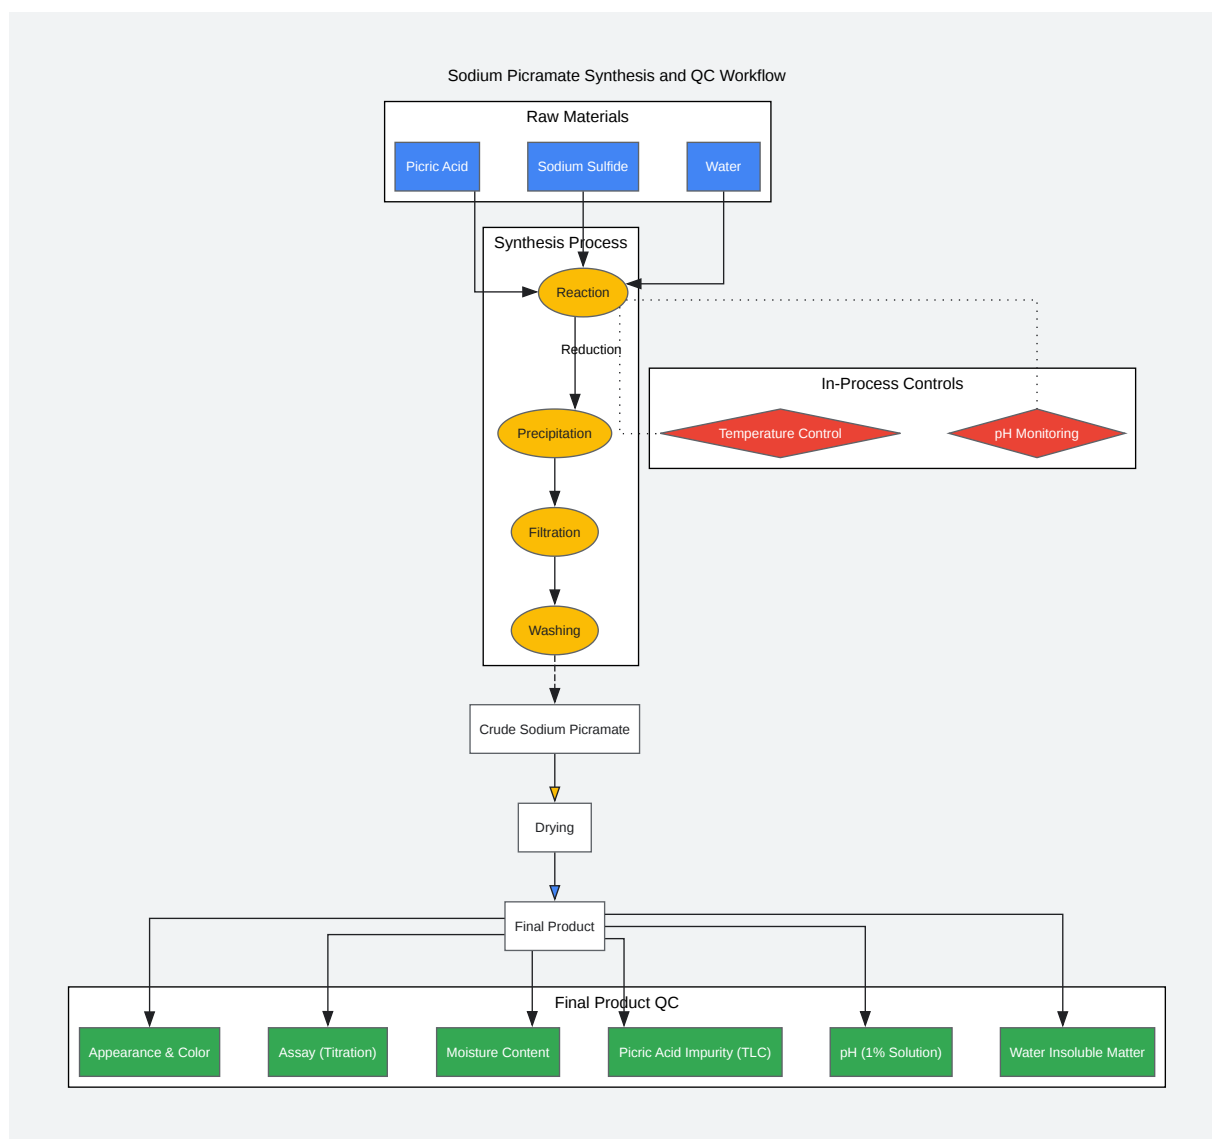 Sodium Picramate Synthesis and QC Workflow
Raw Materials
Picric Acid
Sodium Sulfide
Water
Synthesis Process
Reaction
Reduction
In-Process Controls
Temperature Control
pH Monitoring
Precipitation
Filtration
Washing
Crude Sodium Picramate
Drying
Final Product
Final Product QC
Appearance & Color
Assay (Titration)
Moisture Content
Picric Acid Impurity (TLC)
pH (1% Solution)
Water Insoluble Matter